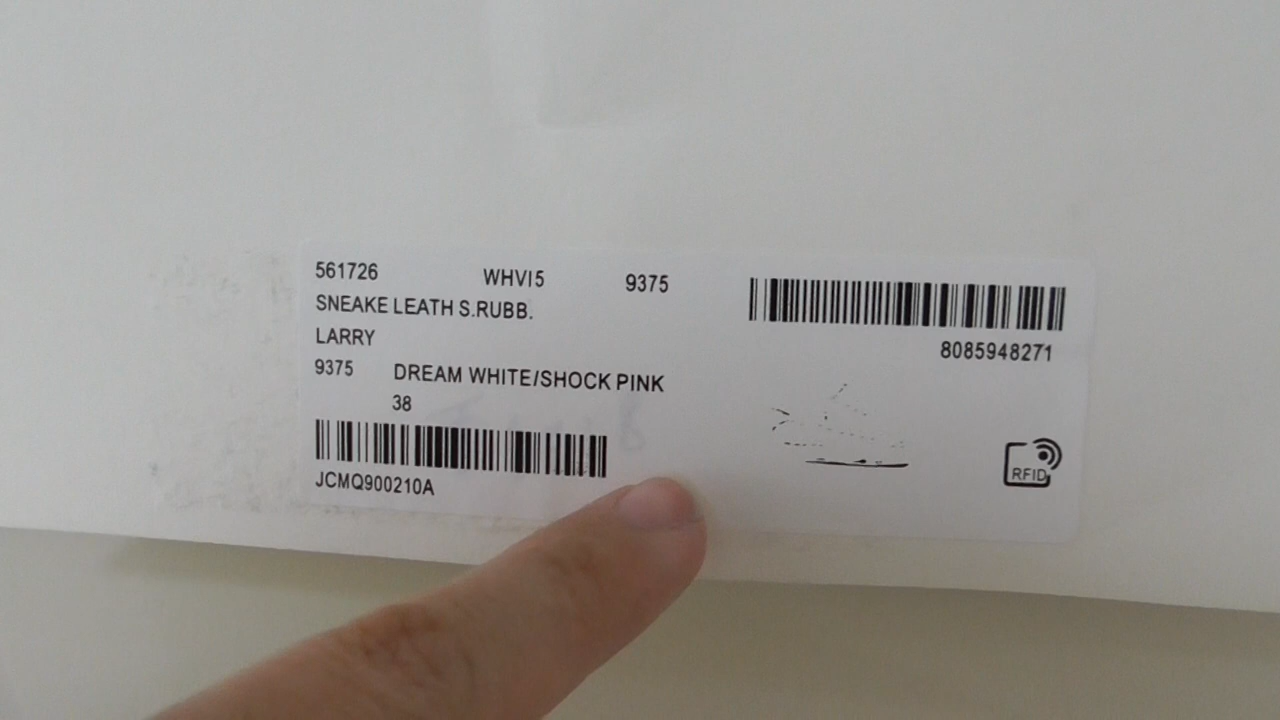 561726 WHVI5 9375
SNEAKE LEATH S.RUBB.
LARRY
9375 DREAM WHITE/SHOCK PINK
38
JCMQ900210A
8085948271
RFID